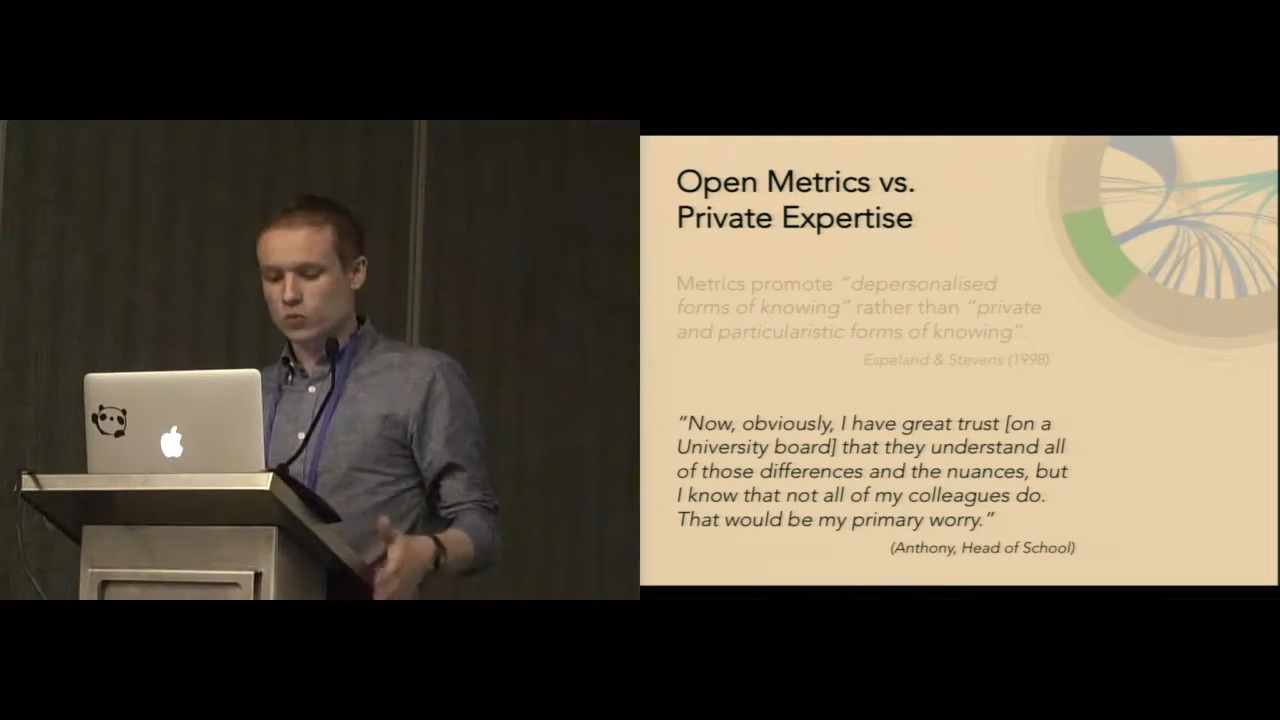 Open Metrics vs.
Private Expertise
Metrics promote “depersonalised
forms of knowing” rather than “private
and particularistic forms of knowing”.
Espeland & Stevens (1998)
“Now, obviously, I have great trust [on a
University board] that they understand all
of those differences and the nuances, but
I know that not all of my colleagues do.
That would be my primary worry.”
(Anthony, Head of School)